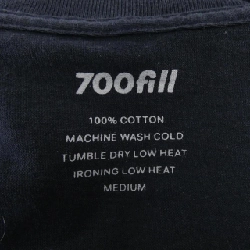 700fill
100% COTTON
MACHINE WASH COLD
TUMBLE DRY LOW HEAT
IRONING LOW HEAT
MEDIUM